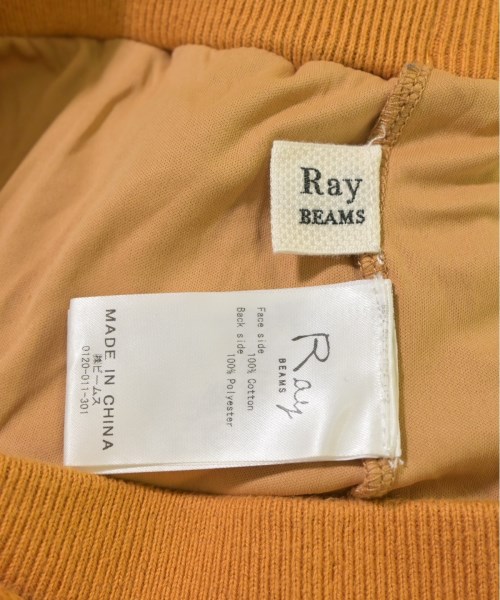 Ray
BEAMS
Ray
BEAMS
Face side
100% Cotton
Back side
100% Polyester
MADE IN CHINA
㈱ビームス
0120-011-301